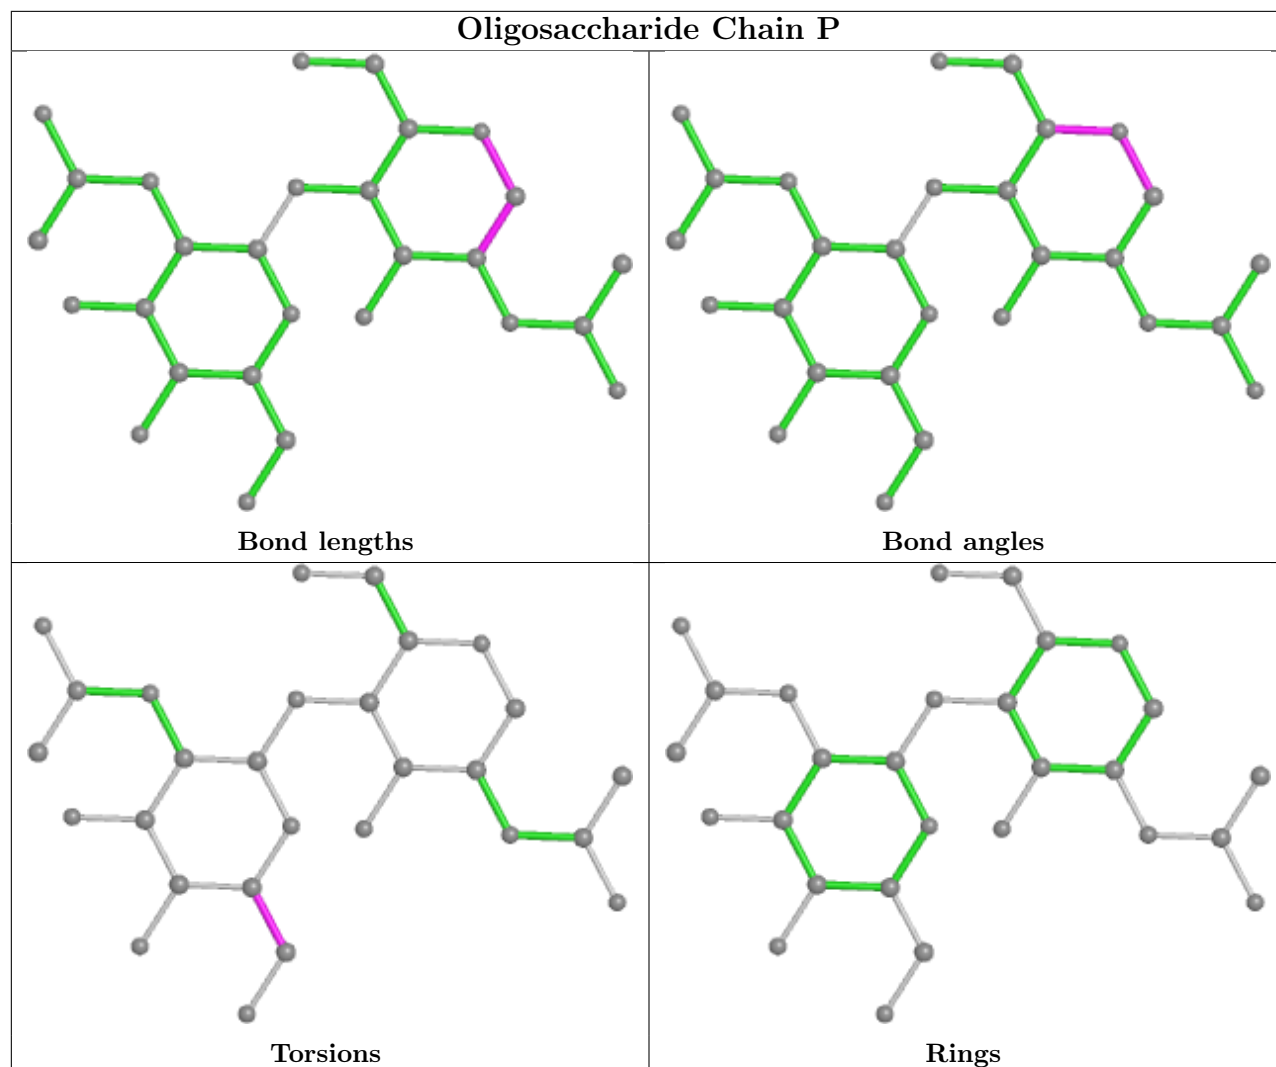 Oligosaccharide Chain P
Bond lengths
Bond angles
Torsions
Rings